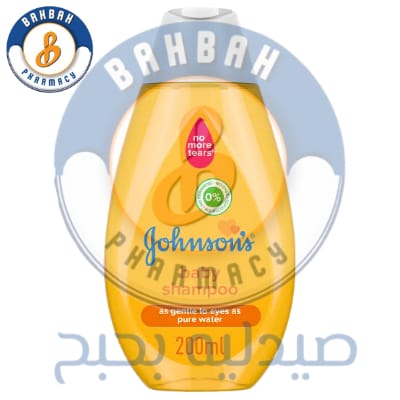 BAHBAH
PHARMACY
BAHBAH
PHARMACY
no
more
tears®
0%
Johnson's
baby
shampoo
as gentle to eyes as
pure water
200ml
صيدلية بحبح